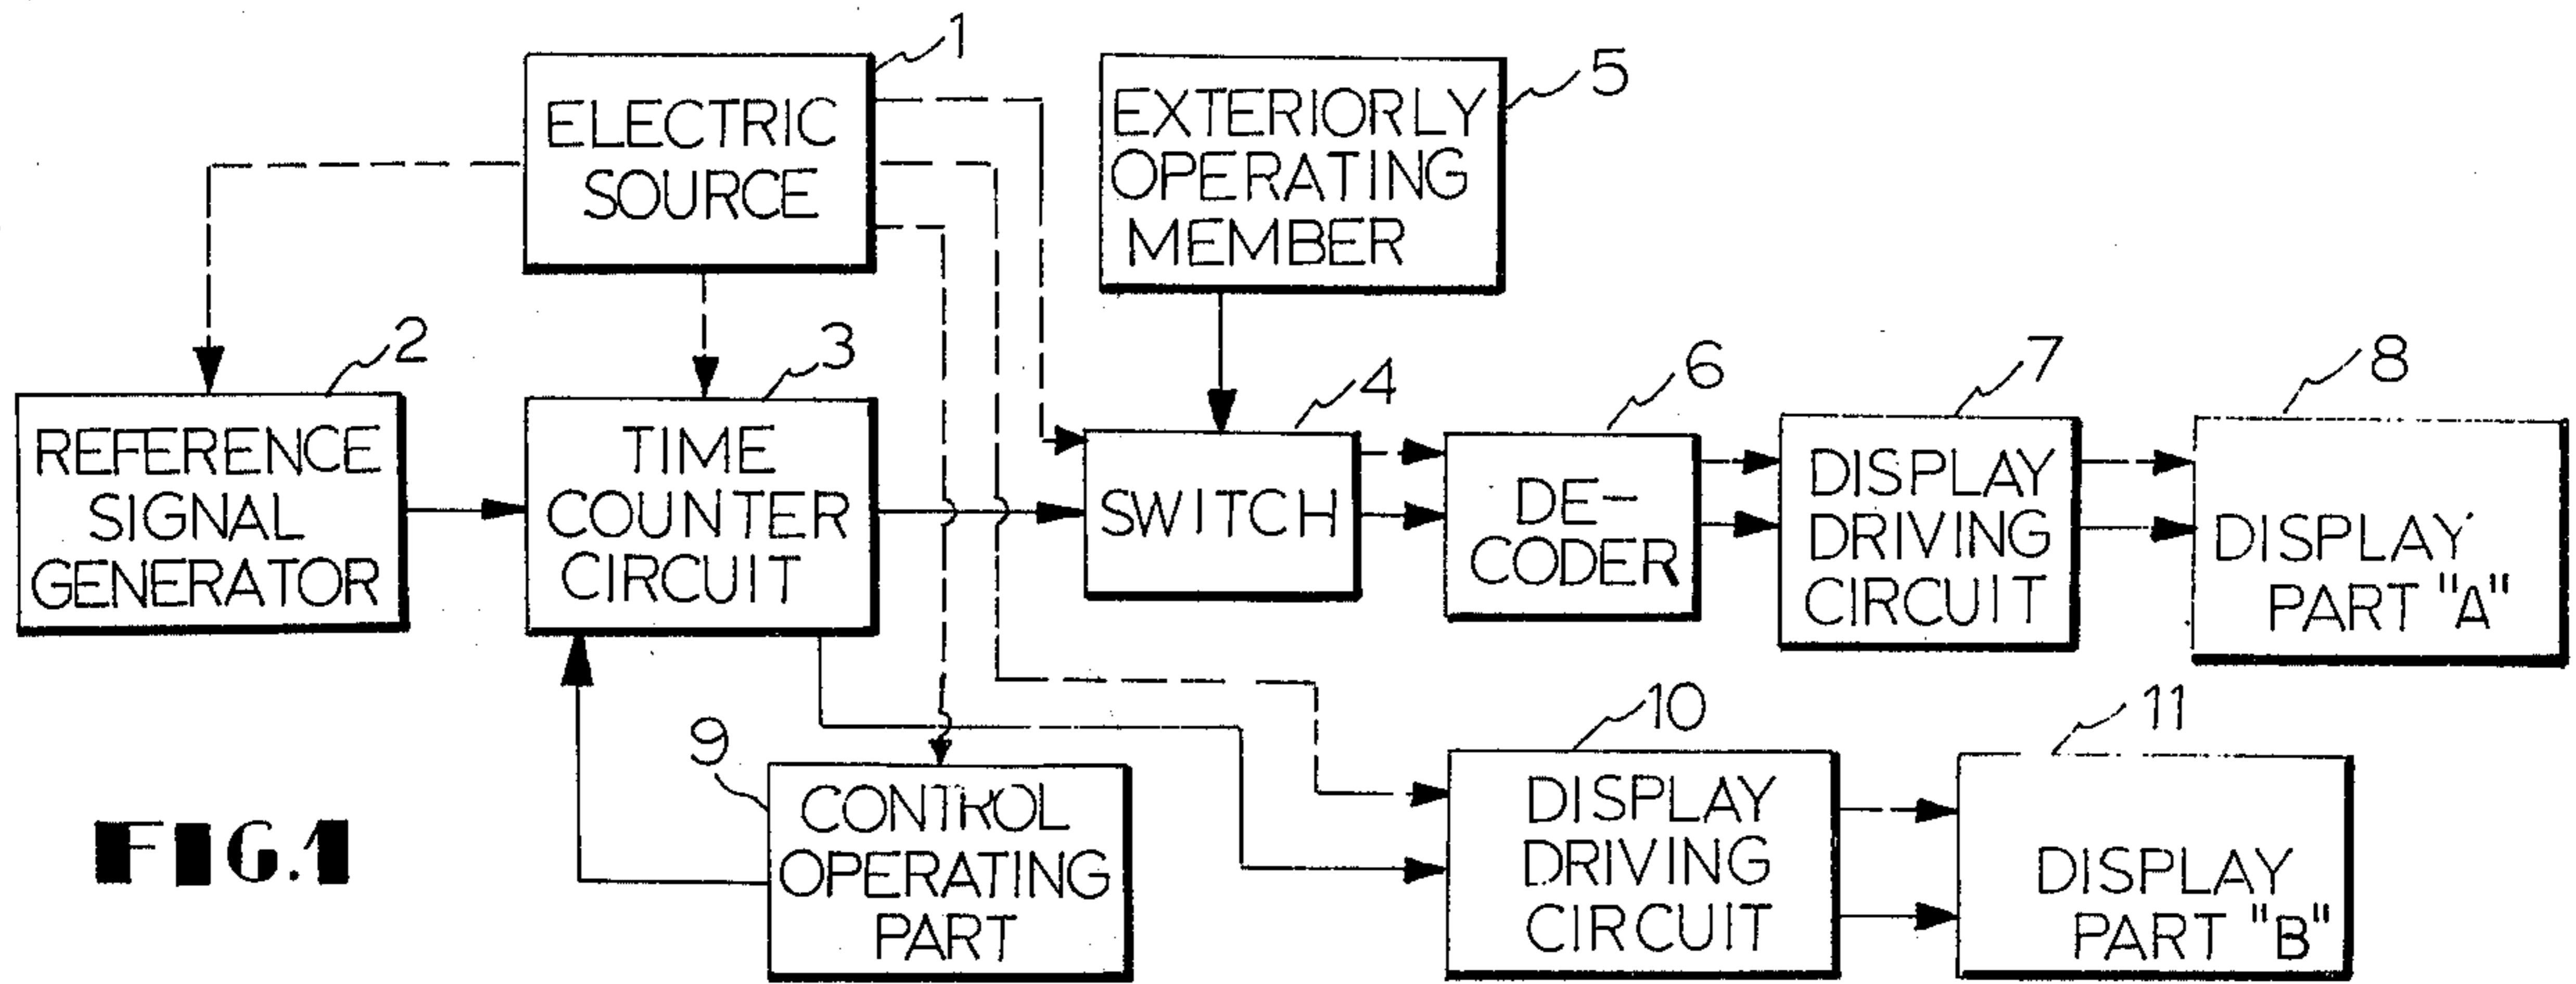 1
ELECTRIC
SOURCE
5
EXTERIORLY
OPERATING
MEMBER
2
REFERENCE
SIGNAL
GENERATOR
3
TIME
COUNTER
CIRCUIT
4
SWITCH
6
DE-
CODER
7
DISPLAY
DRIVING
CIRCUIT
8
DISPLAY
PART "A"
9
CONTROL
OPERATING
PART
10
DISPLAY
DRIVING
CIRCUIT
11
DISPLAY
PART "B"
FIG.1